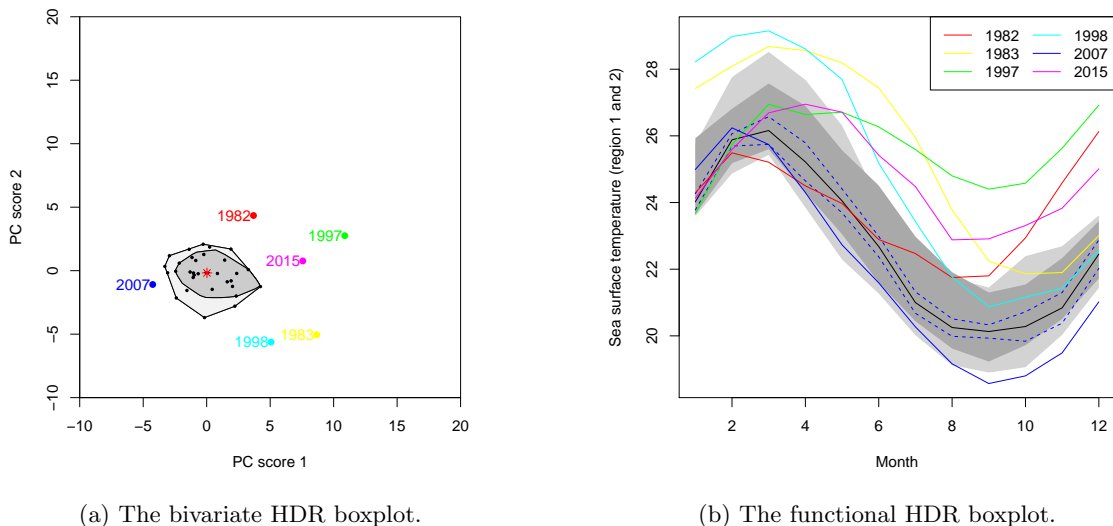 20
15
10
5
0
−5
−10
PC score 2
1982
1997
2015
2007
1998
1983
−10 −5 0 5 10 15 20
PC score 1
(a) The bivariate HDR boxplot.
28
26
24
22
20
Sea surface temperature (region 1 and 2)
1982 1998
1983 2007
1997 2015
2 4 6 8 10 12
Month
(b) The functional HDR boxplot.